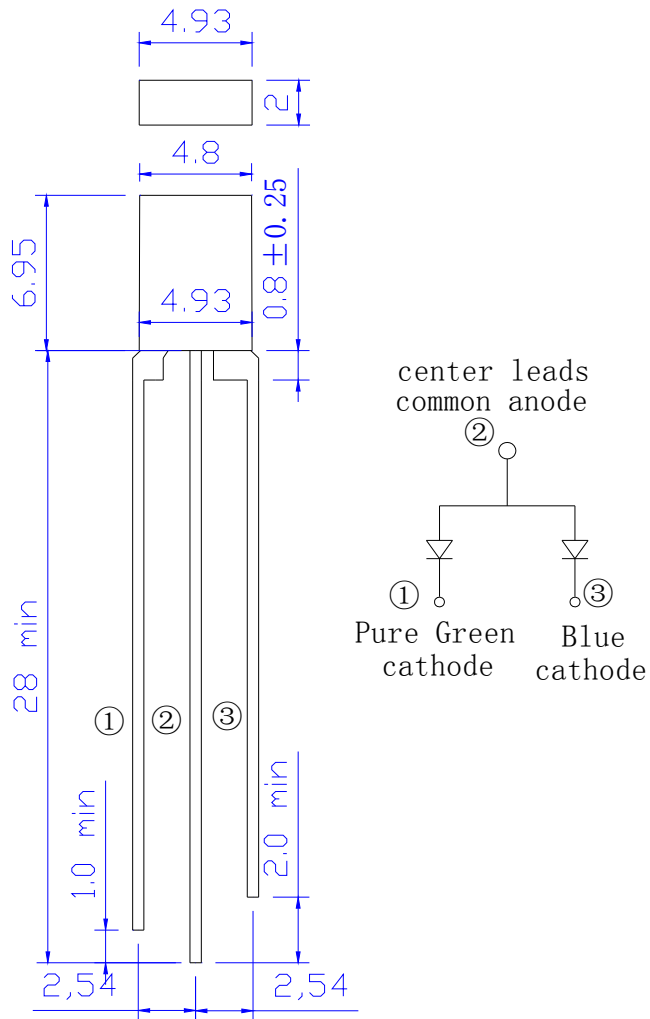 4.93
2
4.8
0.8±0.25
6.95
4.93
center leads
common anode
②
①
③
Pure Green
cathode
Blue
cathode
28 min
①
②
③
1.0 min
2.0 min
2,54
2,54